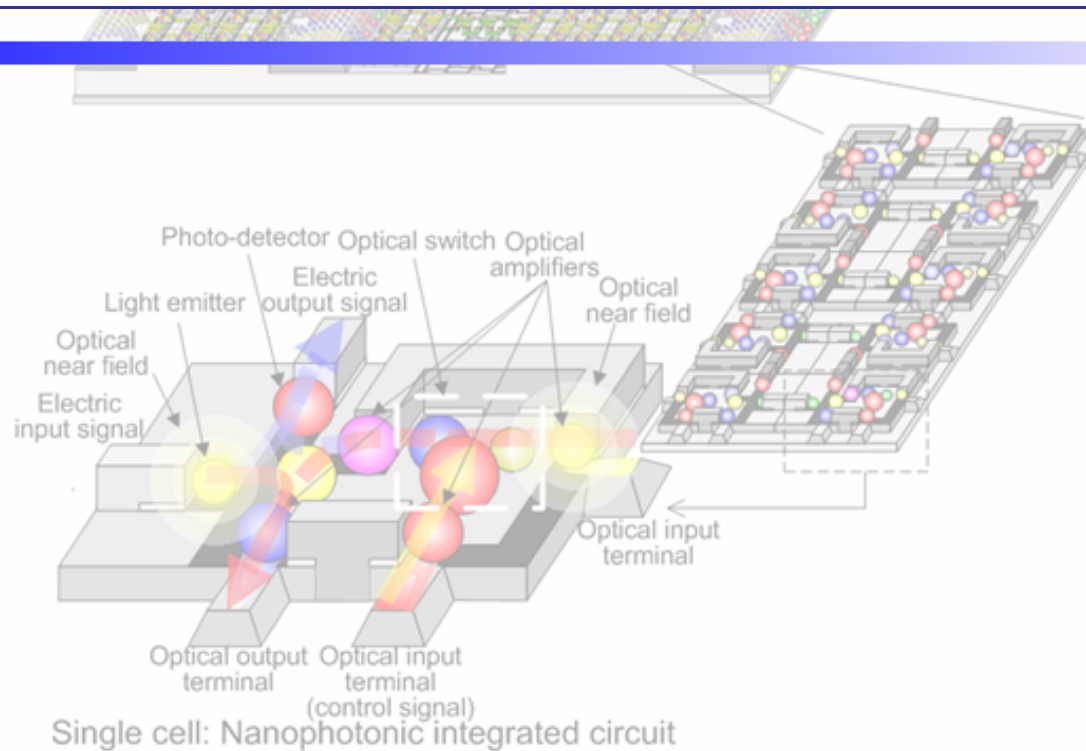 Photo-detector
Optical switch
Optical
amplifiers
Electric
output signal
Optical
near field
Light emitter
Optical
near field
Electric
input signal
Optical input
terminal
Optical output
terminal
Optical input
terminal
(control signal)
Single cell: Nanophotonic integrated circuit